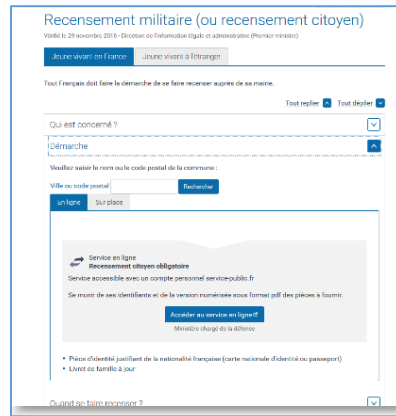 Recensement militaire (ou recensement citoyen)
Vérifié le 29 novembre 2016 - Direction de l'information légale et administrative (Premier ministre)
Jeune vivant en France Jeune vivant à l'étranger
Tout Français doit faire la démarche de se faire recenser auprès de sa mairie.
Tout replier Tout déplier
Qui est concerné ?
Démarche
Veuillez saisir le nom ou le code postal de la commune :
Ville ou code postal Rechercher
En ligne Sur place
Service en ligne
Recensement citoyen obligatoire
Service accessible avec un compte personnel service-public.fr
Se munir de ses identifiants et de la version numérisée sous format pdf des pièces à fournir.
Accéder au service en ligne
Ministère chargé de la défense
• Pièce d'identité justifiant de la nationalité française (carte nationale d'identité ou passeport)
• Livret de famille à jour
Quand se faire recenser ?